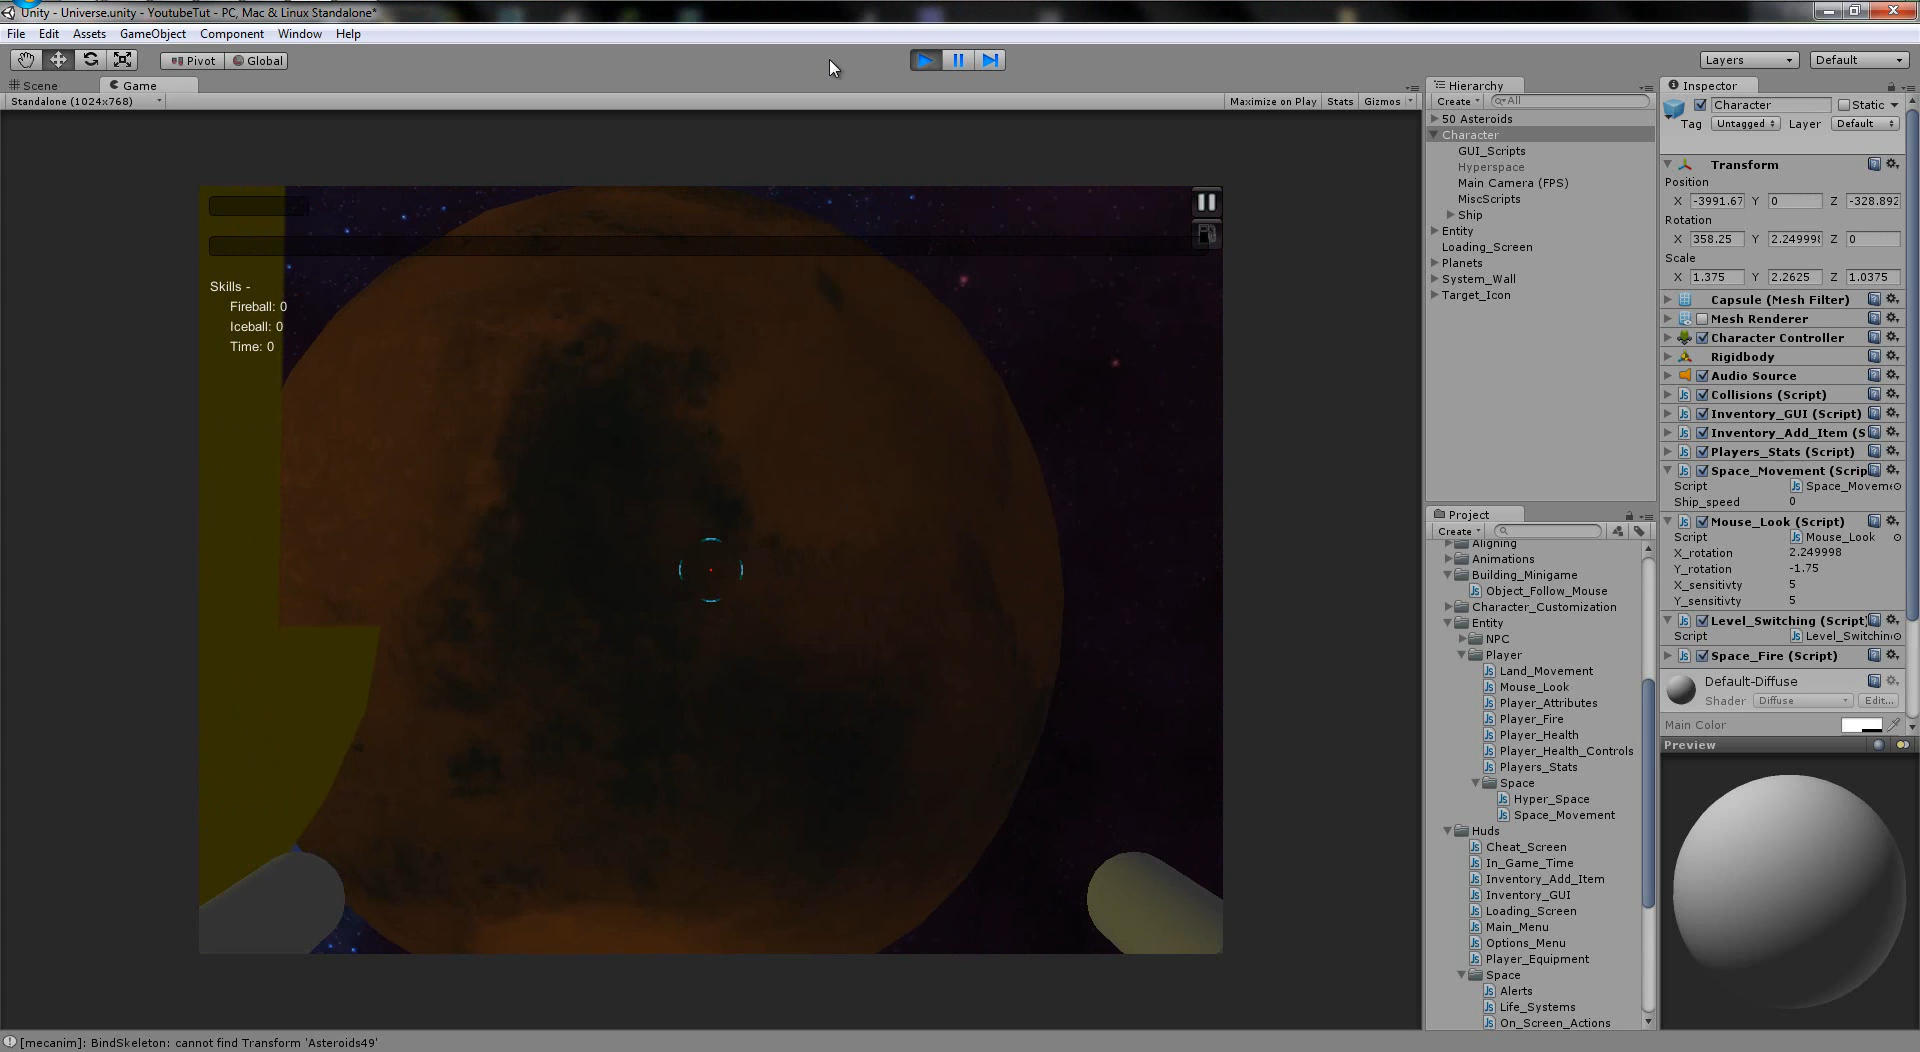 Unity - Universe.unity - YoutubeTut - PC, Mac & Linux Standalone*
File Edit Assets GameObject Component Window Help
Pivot Global Layers Default
Scene Game
Standalone (1024x768) Maximize on Play Stats Gizmos
Skills -
Fireball: 0
Iceball: 0
Time: 0
Hierarchy
Create All
50 Asteroids
Character
GUI_Scripts
Hyperspace
Main Camera (FPS)
MiscScripts
Ship
Entity
Loading_Screen
Planets
System_Wall
Target_Icon
Project
Create
Aligning
Animations
Building_Minigame
Object_Follow_Mouse
Character_Customization
Entity
NPC
Player
Land_Movement
Mouse_Look
Player_Attributes
Player_Fire
Player_Health
Player_Health_Controls
Players_Stats
Space
Hyper_Space
Space_Movement
Huds
Cheat_Screen
In_Game_Time
Inventory_Add_Item
Inventory_GUI
Loading_Screen
Main_Menu
Options_Menu
Player_Equipment
Space
Alerts
Life_Systems
On_Screen_Actions
Inspector
Character Static
Tag Untagged Layer Default
Transform
Position
X -3991.67 Y 0 Z -328.892
Rotation
X 358.25 Y 2.249998 Z 0
Scale
X 1.375 Y 2.2625 Z 1.0375
Capsule (Mesh Filter)
Mesh Renderer
Character Controller
Rigidbody
Audio Source
Collisions (Script)
Inventory_GUI (Script)
Inventory_Add_Item (S
Players_Stats (Script)
Space_Movement (Scrip
Script Space_Movem
Ship_speed 0
Mouse_Look (Script)
Script Mouse_Look
X_rotation 2.249998
Y_rotation -1.75
X_sensitivty 5
Y_sensitivty 5
Level_Switching (Script)
Script Level_Switchin
Space_Fire (Script)
Default-Diffuse
Shader Diffuse Edit...
Main Color
Preview
[mecanim]: BindSkeleton: cannot find Transform 'Asteroids49'